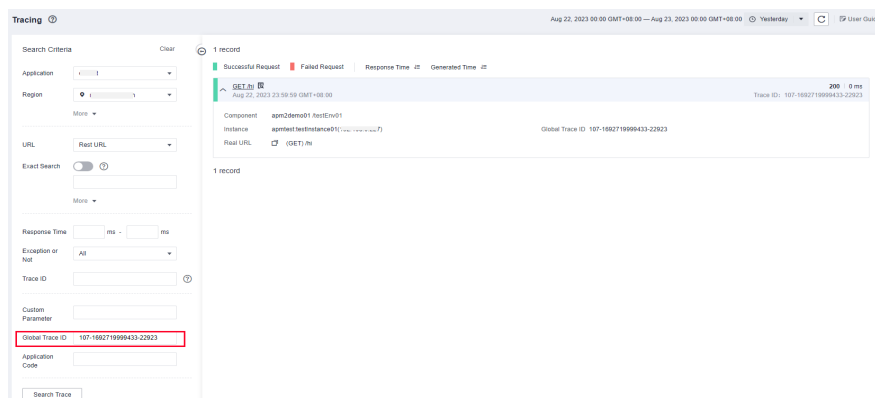 Tracing
Aug 22, 2023 00:00 GMT+08:00 — Aug 23, 2023 00:00 GMT+08:00 Yesterday User Guid
Search Criteria Clear
Application
Region
More
URL Rest URL
Exact Search
More
Response Time ms - ms
Exception or Not All
Trace ID
Custom Parameter
Global Trace ID 107-1692719999433-22923
Application Code
Search Trace
1 record
Successful Request Failed Request Response Time Generated Time
GET /hi 200 0 ms
Aug 22, 2023 23:59:59 GMT+08:00 Trace ID: 107-1692719999433-22923
Component apm2demo01 /testEnv01
Instance apmtest:testInstance01( Global Trace ID 107-1692719999433-22923
Real URL (GET) /hi
1 record